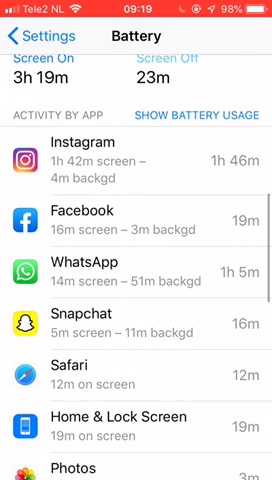 Tele2 NL 09:19 98%
Settings Battery
Screen On Screen Off
3h 19m 23m
ACTIVITY BY APP SHOW BATTERY USAGE
Instagram
1h 42m screen – 1h 46m
4m backgd
Facebook
16m screen – 3m backgd 19m
WhatsApp
14m screen – 51m backgd 1h 5m
Snapchat
5m screen – 11m backgd 16m
Safari
12m on screen 12m
Home & Lock Screen
19m on screen 19m
Photos 3m